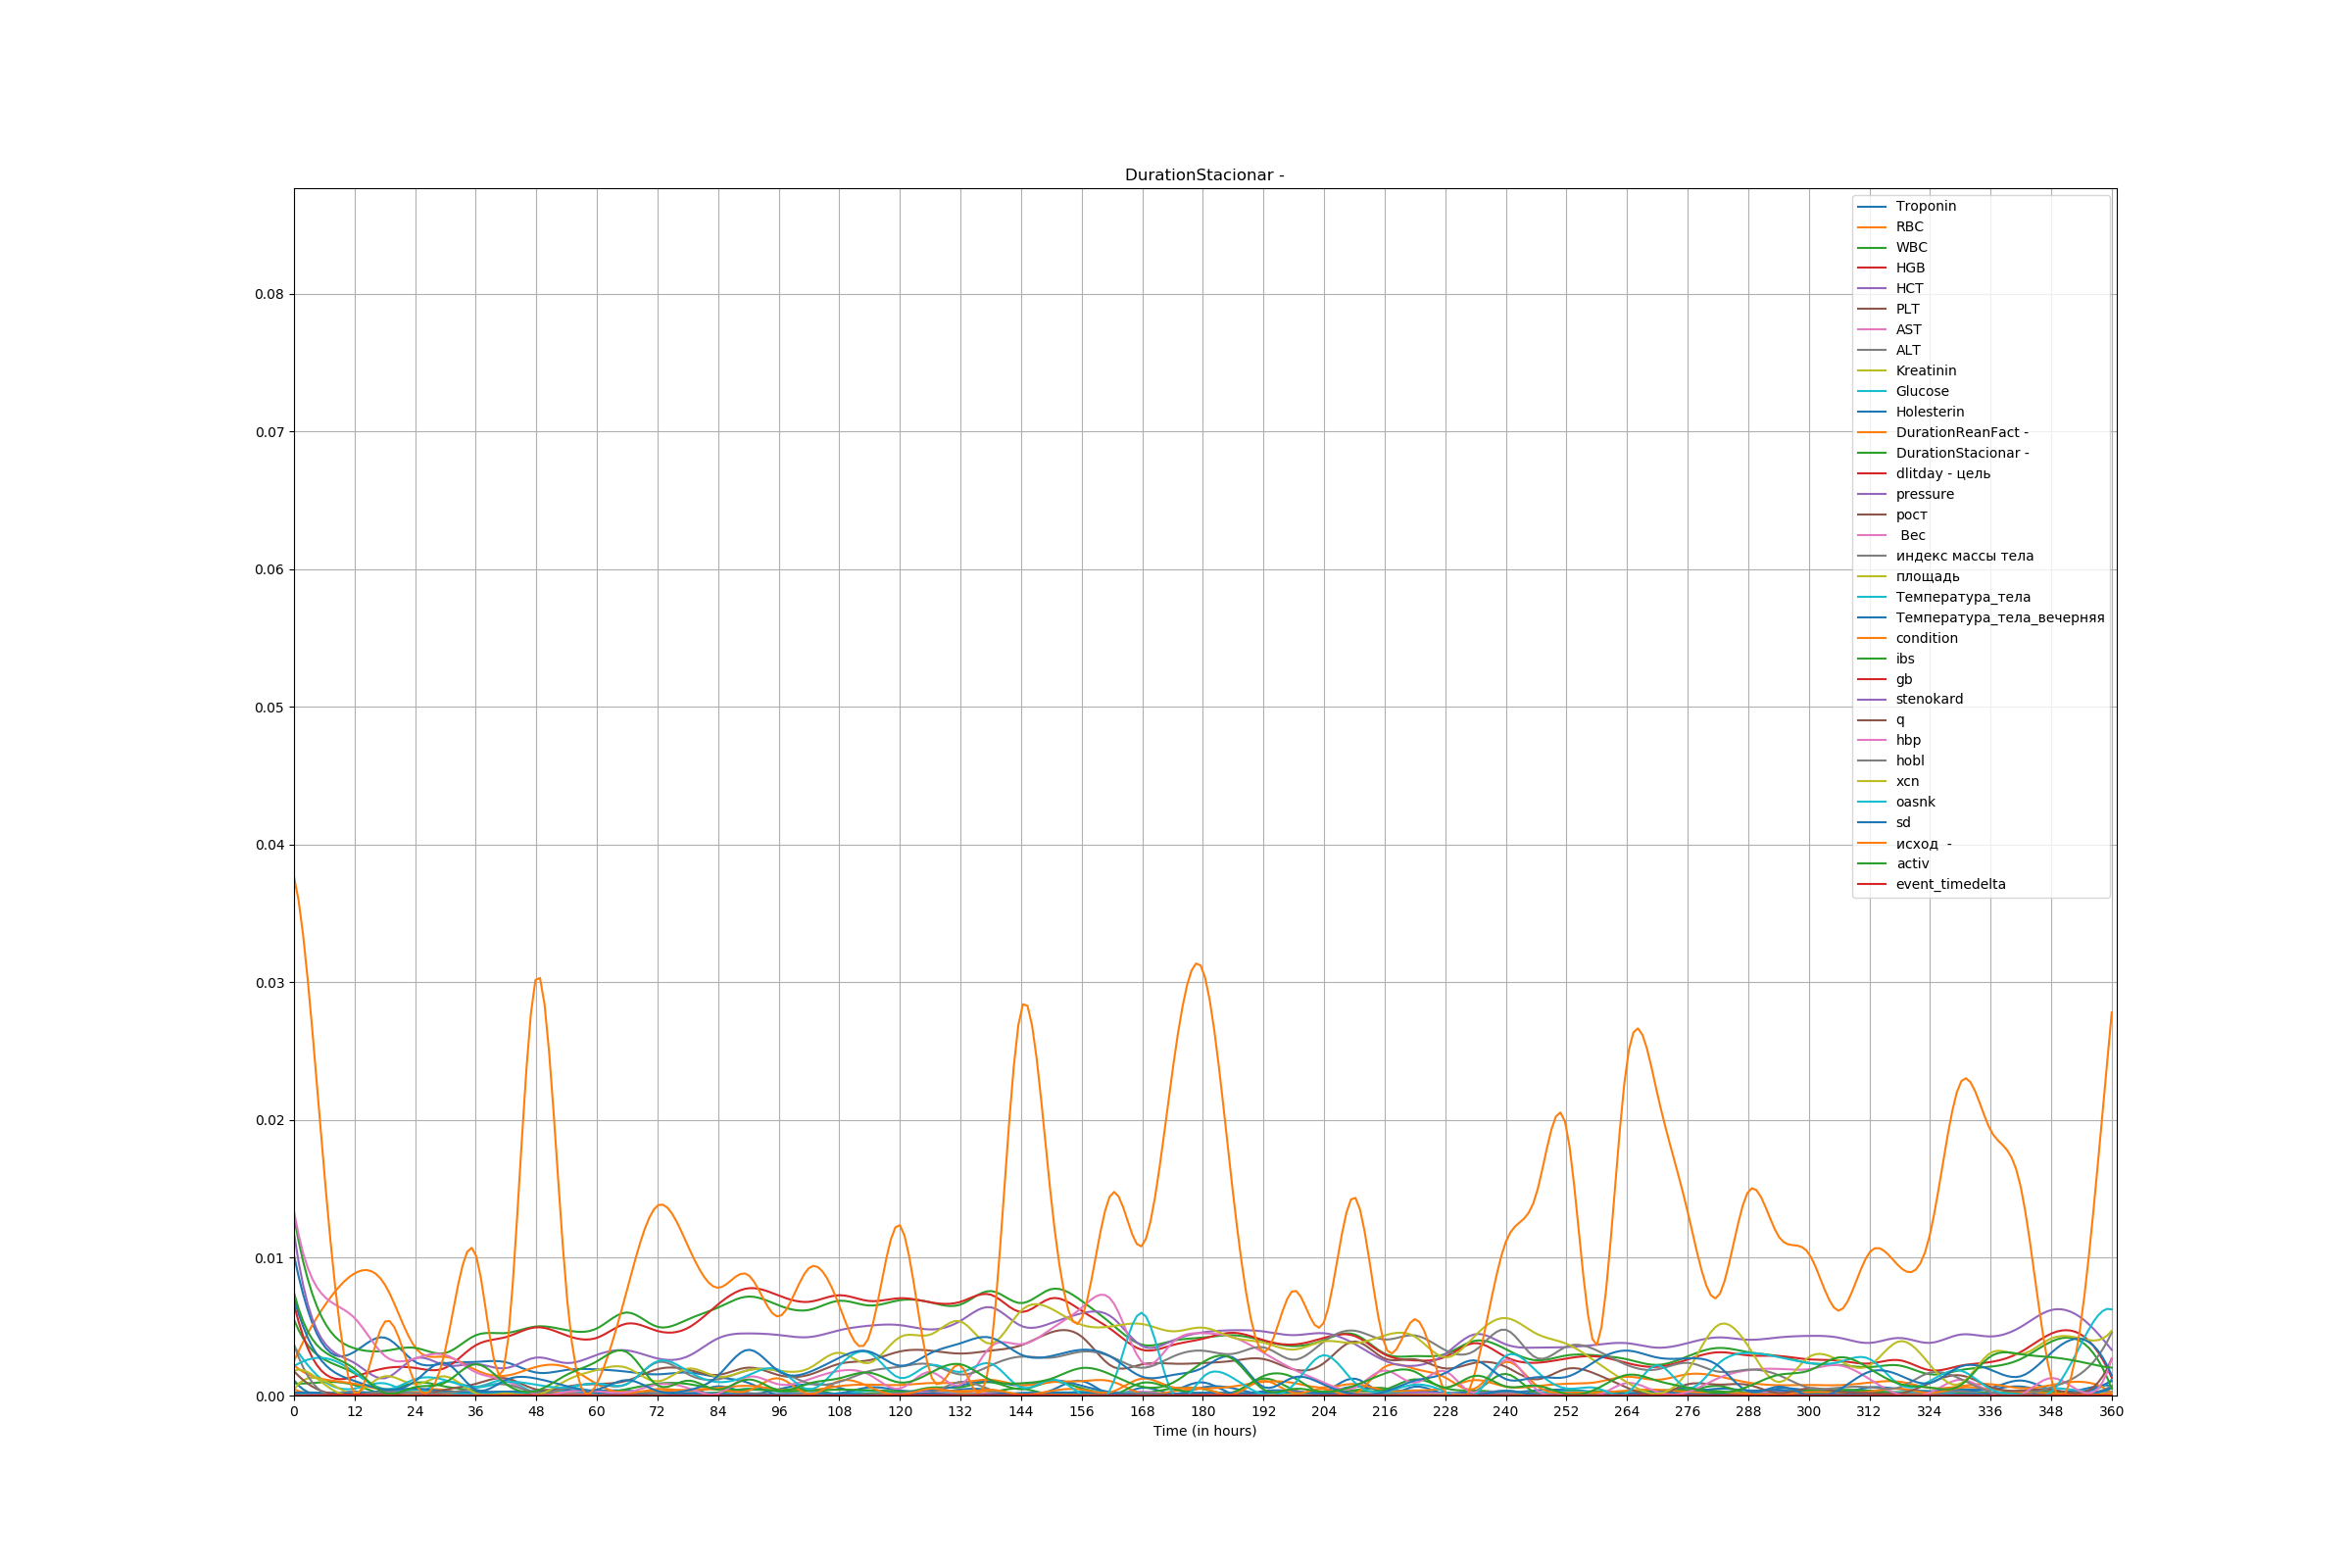 DurationStacionar -
0.08
0.07
0.06
0.05
0.04
0.03
0.02
0.01
0.00
Troponin
RBC
WBC
HGB
HCT
PLT
AST
ALT
Kreatinin
Glucose
Holesterin
DurationReanFact -
DurationStacionar -
dlitday - цель
pressure
рост
Вес
индекс массы тела
площадь
Температура_тела
Температура_тела_вечерняя
condition
ibs
gb
stenokard
q
hbp
hobl
xcn
oasnk
sd
исход  -
activ
event_timedelta
0 12 24 36 48 60 72 84 96 108 120 132 144 156 168 180 192 204 216 228 240 252 264 276 288 300 312 324 336 348 360
Time (in hours)